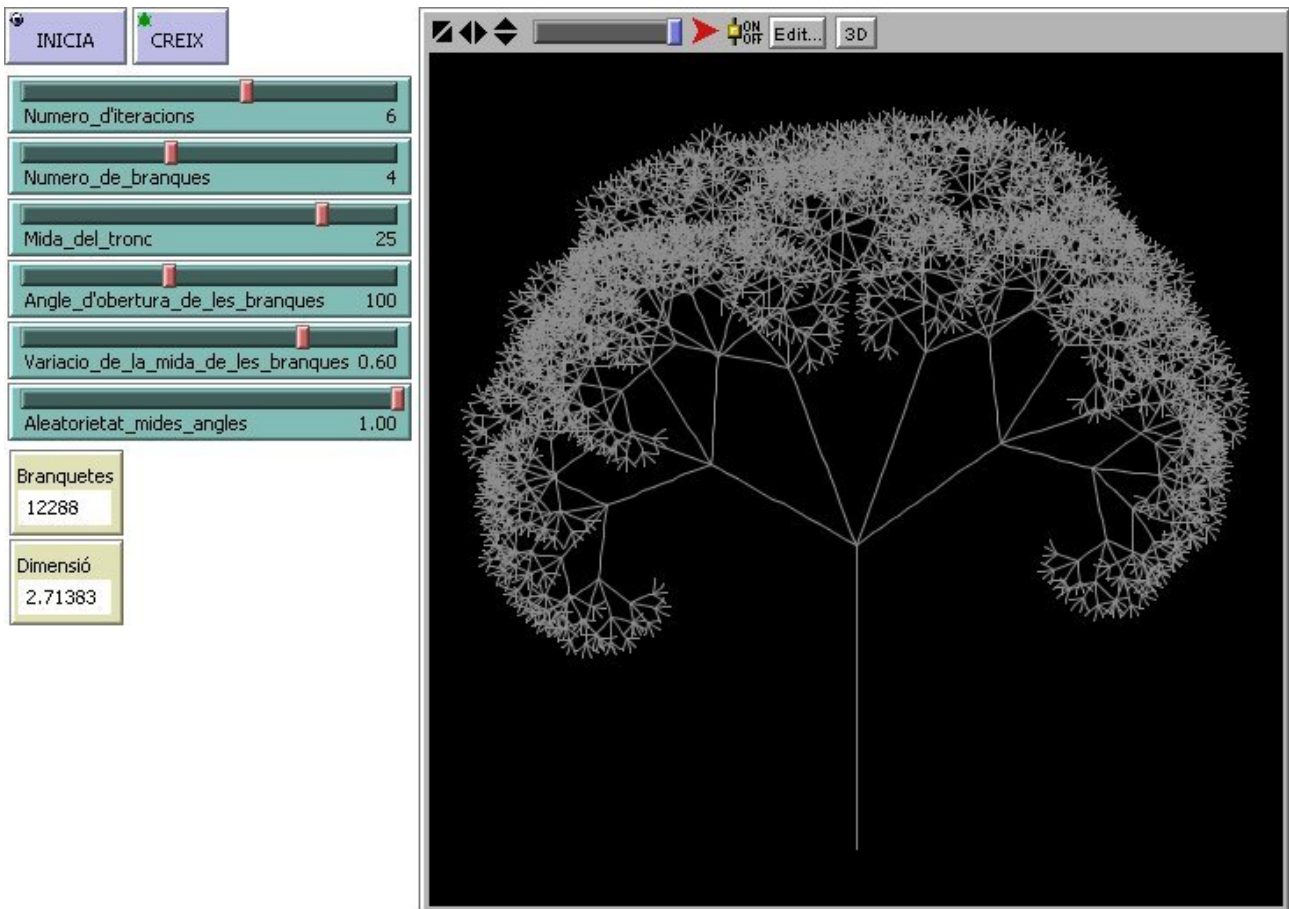 INICIA
CREIX
ON
OFF
Edit...
3D
Numero_d'iteracions 6
Numero_de_branques 4
Mida_del_tronc 25
Angle_d'obertura_de_les_branques 100
Variacio_de_la_mida_de_les_branques 0.60
Aleatorietat_mides_angles 1.00
Branquetes
12288
Dimensió
2.71383